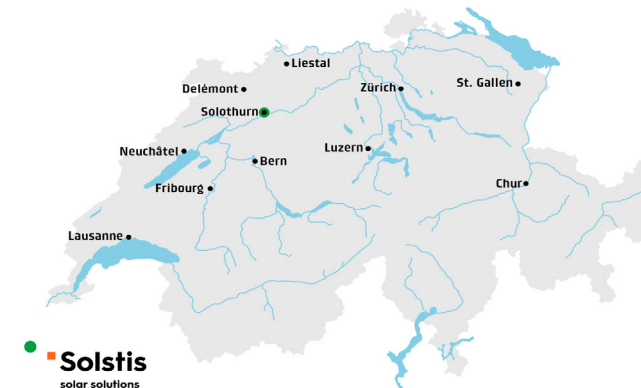 Liestal
Delémont
Zürich
St. Gallen
Solothurn
Neuchâtel
Luzern
Bern
Fribourg
Chur
Lausanne
Solstis
solar solutions